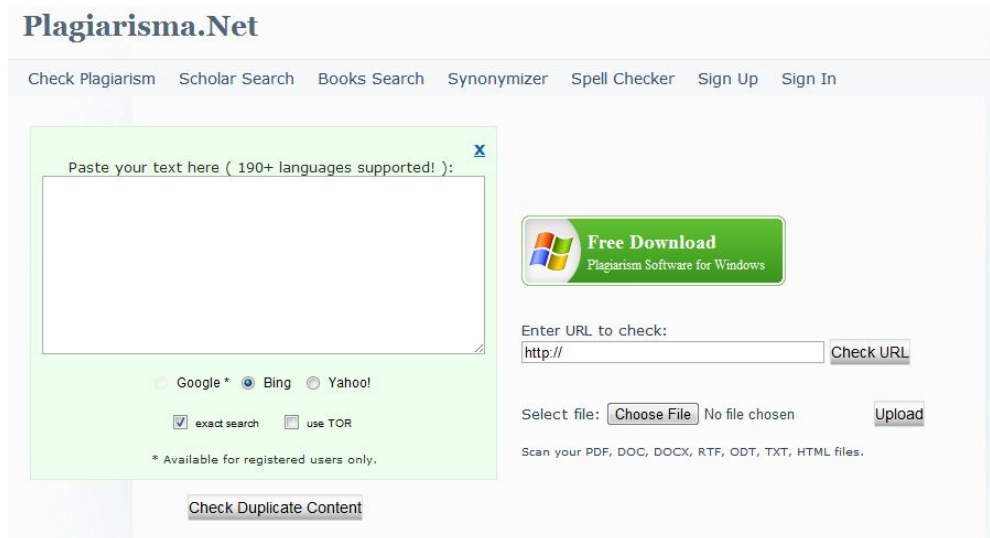 Plagiarisma.Net
Check Plagiarism Scholar Search Books Search Synonymizer Spell Checker Sign Up Sign In
X
Paste your text here ( 190+ languages supported! ):
Free Download
Plagiarism Software for Windows
Enter URL to check:
http:// Check URL
Google * Bing Yahoo!
Select file: Choose File No file chosen Upload
exact search use TOR
Scan your PDF, DOC, DOCX, RTF, ODT, TXT, HTML files.
* Available for registered users only.
Check Duplicate Content